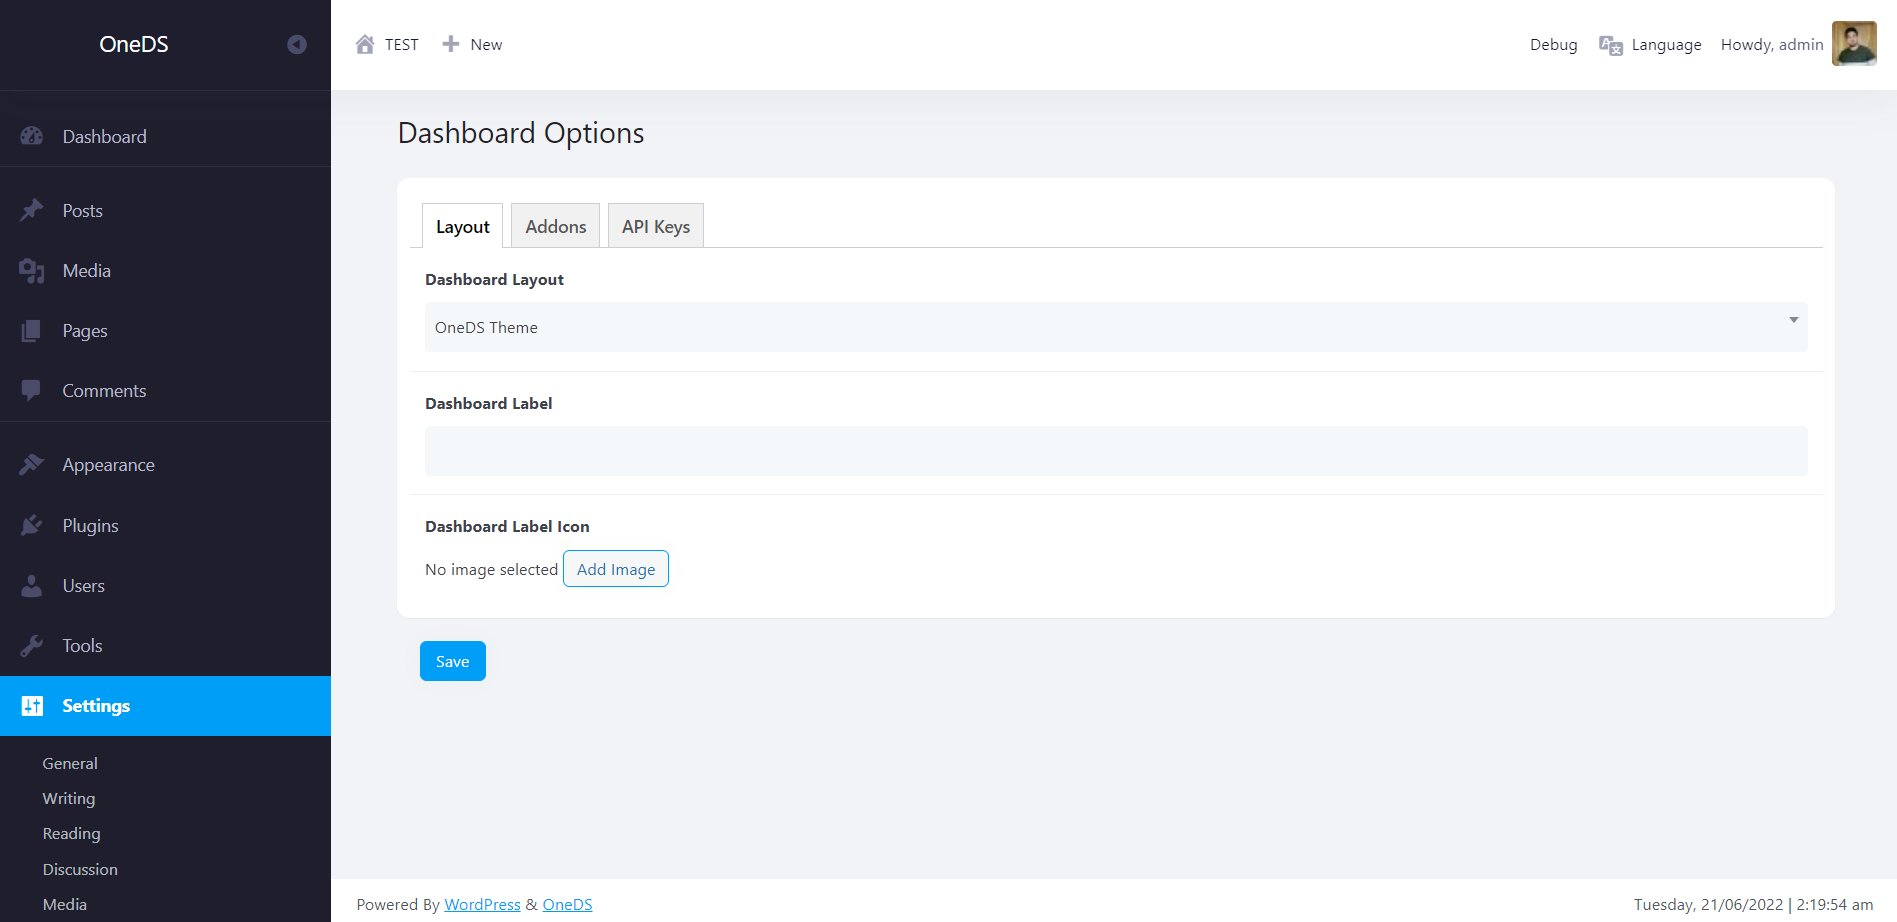 OneDS
TEST New Debug Language Howdy, admin
Dashboard
Posts
Media
Pages
Comments
Appearance
Plugins
Users
Tools
Settings
General
Writing
Reading
Discussion
Media
Dashboard Options
Layout Addons API Keys
Dashboard Layout
OneDS Theme
Dashboard Label
Dashboard Label Icon
No image selected Add Image
Save
Powered By WordPress & OneDS
Tuesday, 21/06/2022 | 2:19:54 am